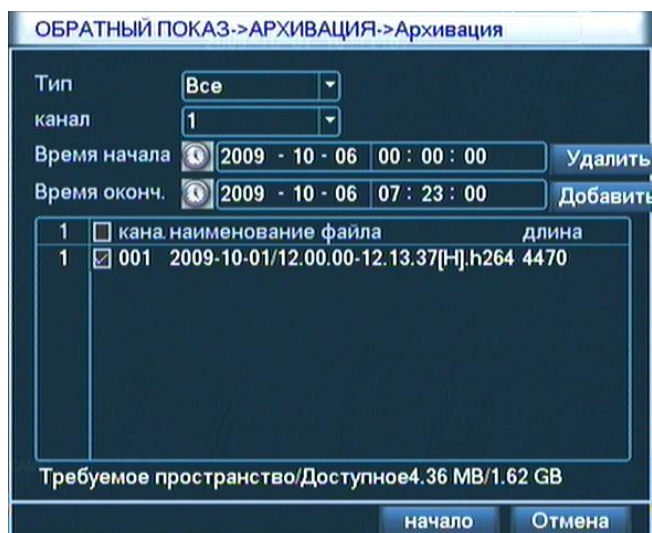 ОБРАТНЫЙ ПОКАЗ->АРХИВАЦИЯ->Архивация
Тип Все
канал 1
Время начала 2009 - 10 - 06 00 : 00 : 00 Удалить
Время оконч. 2009 - 10 - 06 07 : 23 : 00 Добавить
1 кана. наименование файла длина
1 001 2009-10-01/12.00.00-12.13.37[H].h264 4470
Требуемое пространство/Доступное4.36 MB/1.62 GB
начало Отмена